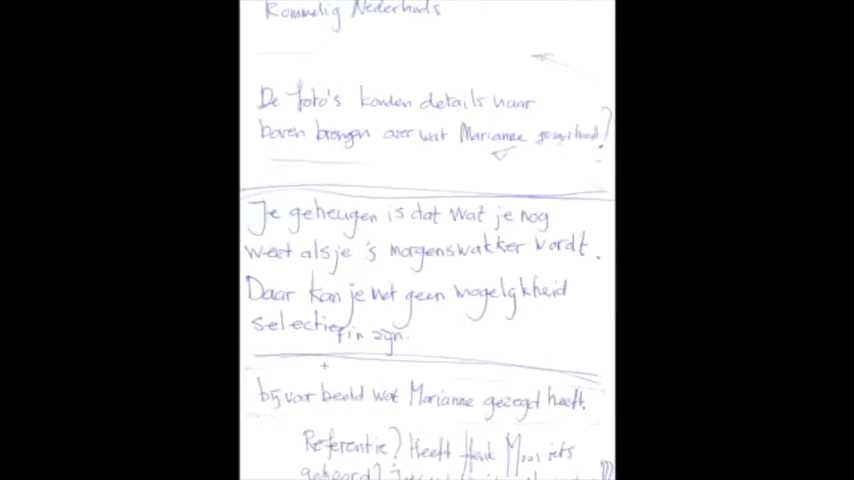 Rommelig Nederlands
De foto's konden details naar
boven brengen over wat Marianne gezegd had?
Je geheugen is dat wat je nog
weet als je 's morgens wakker wordt.
Daar kan je met geen mogelijkheid
selectief in zijn.
bijvoorbeeld wat Marianne gezegd heeft.
Referentie? Heeft Henk Moos iets
gehoord?